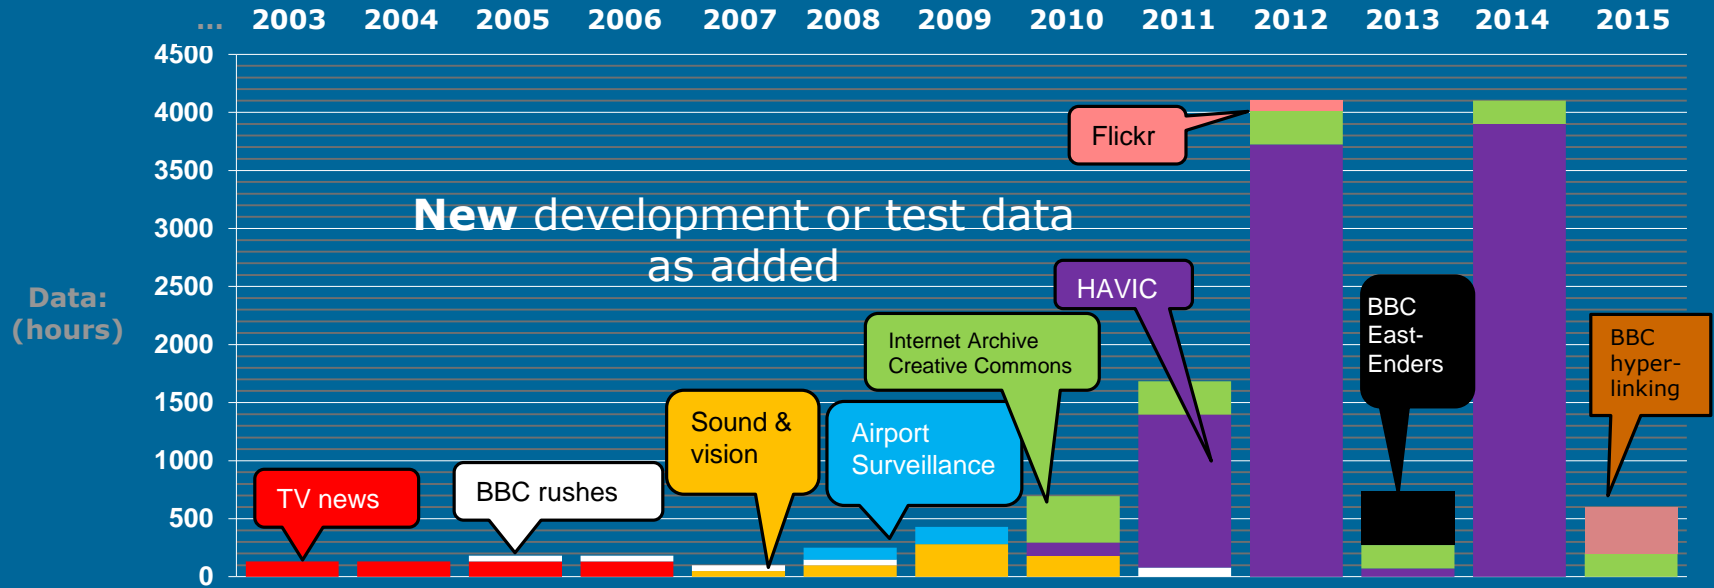 ... 2003 2004 2005 2006 2007 2008 2009 2010 2011 2012 2013 2014 2015
4500
4000
3500
3000
2500
2000
1500
1000
500
0
Data:
(hours)
New development or test data
as added
TV news
BBC rushes
Sound &
vision
Airport
Surveillance
Internet Archive
Creative Commons
HAVIC
Flickr
BBC
East-
Enders
BBC
hyper-
linking